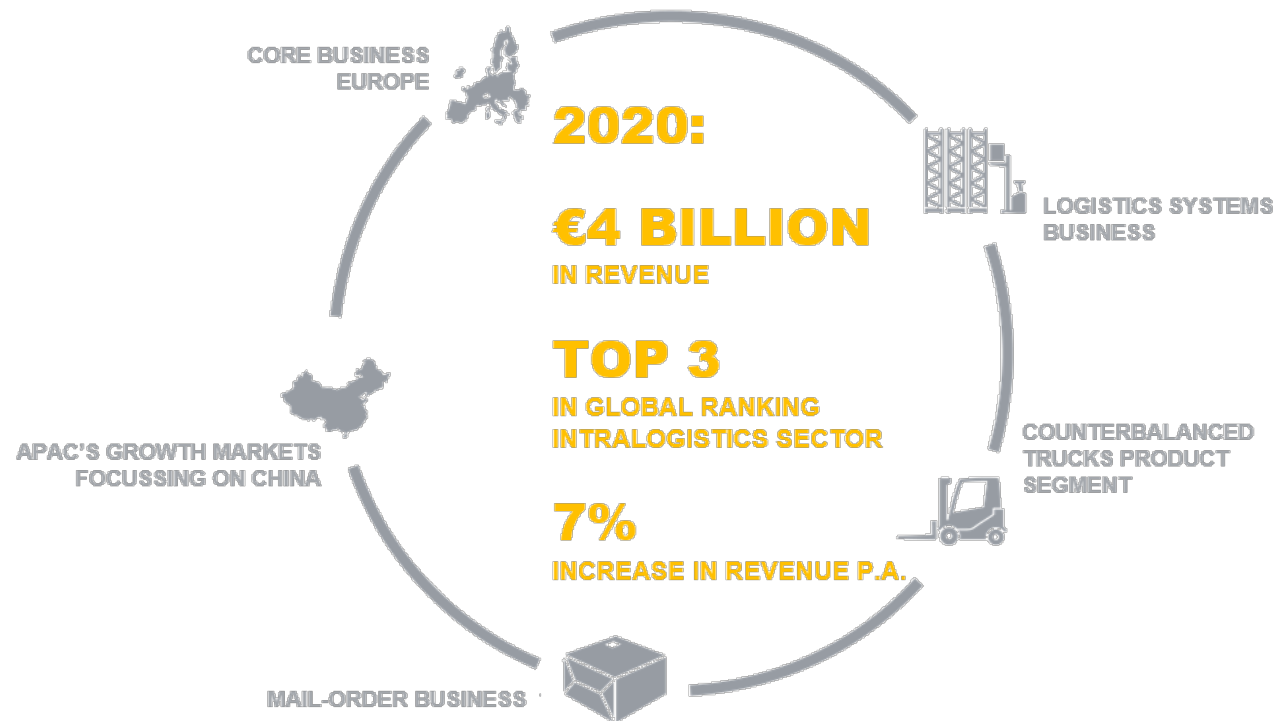 CORE BUSINESS
EUROPE
2020:
€4 BILLION
IN REVENUE
TOP 3
IN GLOBAL RANKING
INTRALOGISTICS SECTOR
7%
INCREASE IN REVENUE P.A.
LOGISTICS SYSTEMS
BUSINESS
COUNTERBALANCED
TRUCKS PRODUCT
SEGMENT
APAC'S GROWTH MARKETS
FOCUSSING ON CHINA
MAIL-ORDER BUSINESS